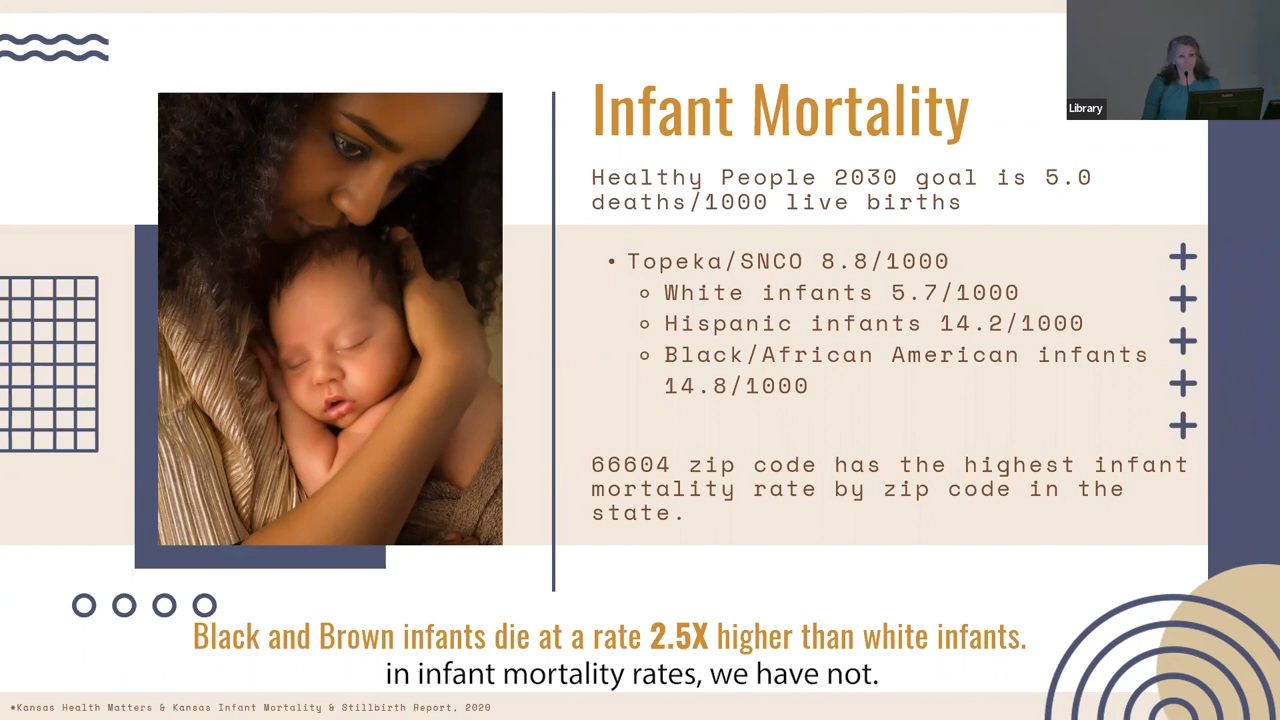 Library
Infant Mortality
Healthy People 2030 goal is 5.0
deaths/1000 live births
• Topeka/SNCO 8.8/1000
○ White infants 5.7/1000
○ Hispanic infants 14.2/1000
○ Black/African American infants
14.8/1000
66604 zip code has the highest infant
mortality rate by zip code in the
state.
Black and Brown infants die at a rate 2.5X higher than white infants.
in infant mortality rates, we have not.
*Kansas Health Matters & Kansas Infant Mortality & Stillbirth Report, 2020